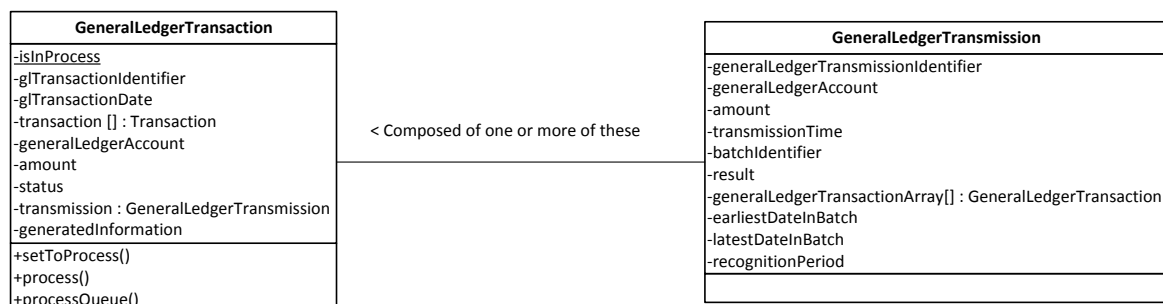 GeneralLedgerTransaction
-isInProcess
-glTransactionIdentifier
-glTransactionDate
-transaction [] : Transaction
-generalLedgerAccount
-amount
-status
-transmission : GeneralLedgerTransmission
-generatedInformation
+setToProcess()
+process()
+processQueue()
< Composed of one or more of these
GeneralLedgerTransmission
-generalLedgerTransmissionIdentifier
-generalLedgerAccount
-amount
-transmissionTime
-batchIdentifier
-result
-generalLedgerTransactionArray[] : GeneralLedgerTransaction
-earliestDateInBatch
-latestDateInBatch
-recognitionPeriod